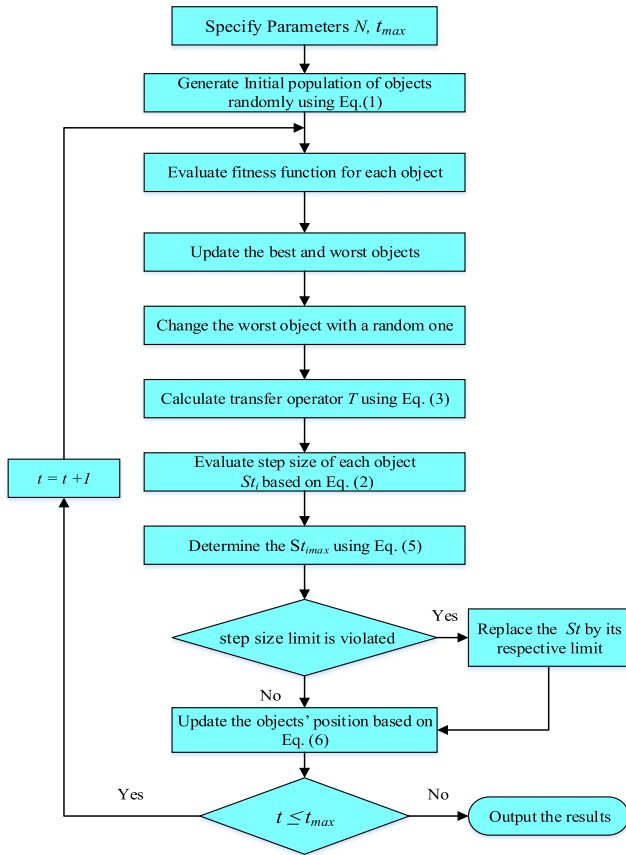 Specify Parameters N, tmax
Generate Initial population of objects
randomly using Eq.(1)
Evaluate fitness function for each object
Update the best and worst objects
Change the worst object with a random one
Calculate transfer operator T using Eq. (3)
Evaluate step size of each object
Sti based on Eq. (2)
t = t +1
Determine the Stimax using Eq. (5)
step size limit is violated
Yes
Replace the St by its
respective limit
No
Update the objects’ position based on
Eq. (6)
Yes
t ≤ tmax
No
Output the results